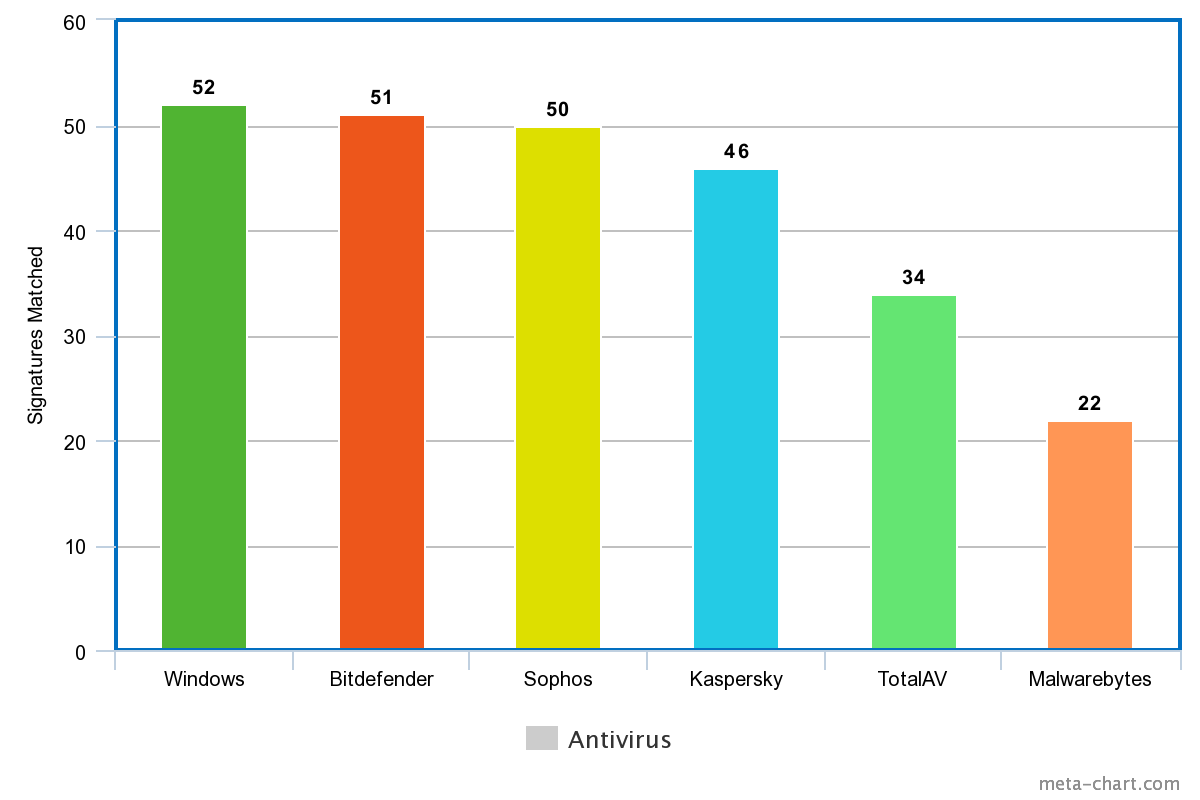 60
50
40
30
20
10
0
Signatures Matched
52
51
50
46
34
22
Windows
Bitdefender
Sophos
Kaspersky
TotalAV
Malwarebytes
Antivirus
meta-chart.com